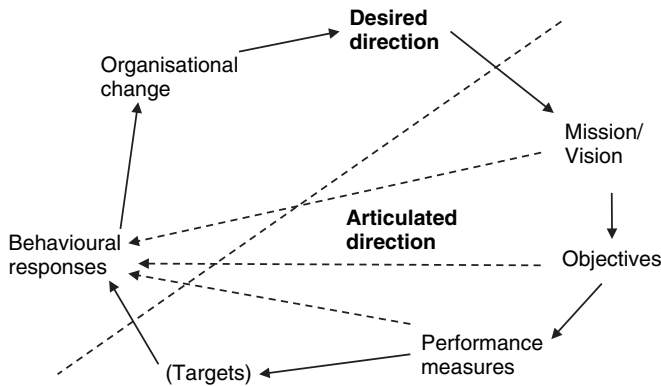 Desired
direction
Organisational
change
Mission/
Vision
Articulated
direction
Behavioural
responses
Objectives
Performance
measures
(Targets)